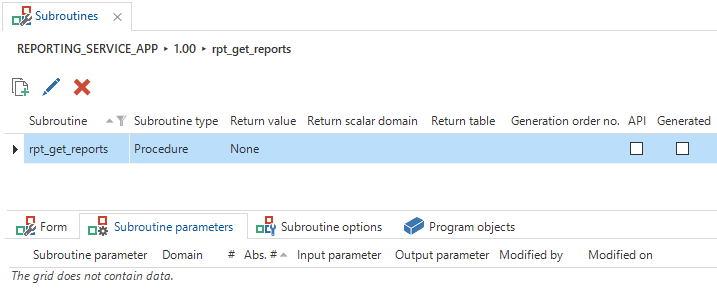 Subroutines
REPORTING_SERVICE_APP 1.00 rpt_get_reports
Subroutine Subroutine type Return value Return scalar domain Return table Generation order no. API Generated
rpt_get_reports Procedure None
Form Subroutine parameters Subroutine options Program objects
Subroutine parameter Domain # Abs. # Input parameter Output parameter Modified by Modified on
The grid does not contain data.